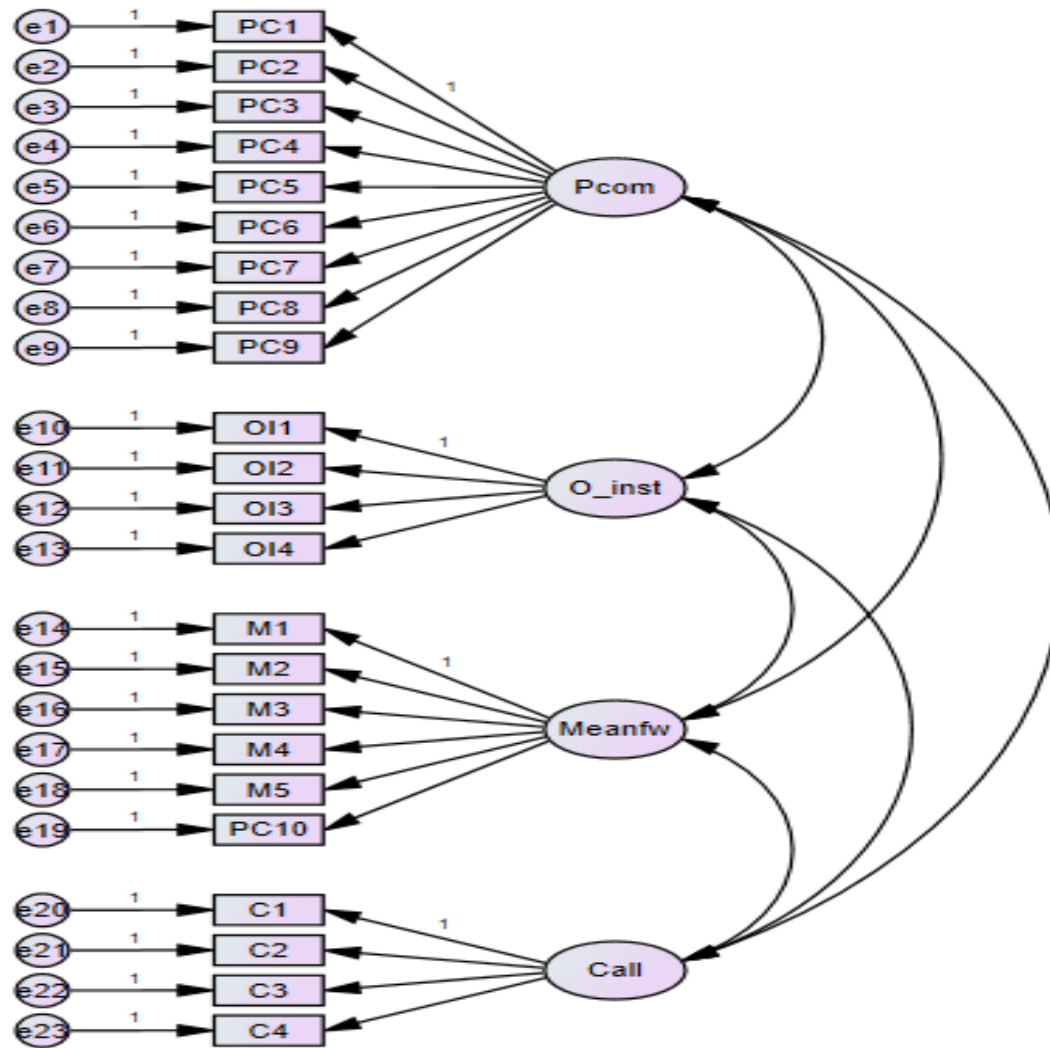 e1 1 PC1
e2 1 PC2
1
e3 1 PC3
e4 1 PC4
e5 1 PC5 Pcom
e6 1 PC6
e7 1 PC7
e8 1 PC8
e9 1 PC9
e10 1 OI1 1
e11 1 OI2
e12 1 OI3 O_inst
e13 1 OI4
e14 1 M1
e15 1 M2 1
e16 1 M3
e17 1 M4 Meanfw
e18 1 M5
e19 1 PC10
e20 1 C1 1
e21 1 C2
e22 1 C3 Call
e23 1 C4